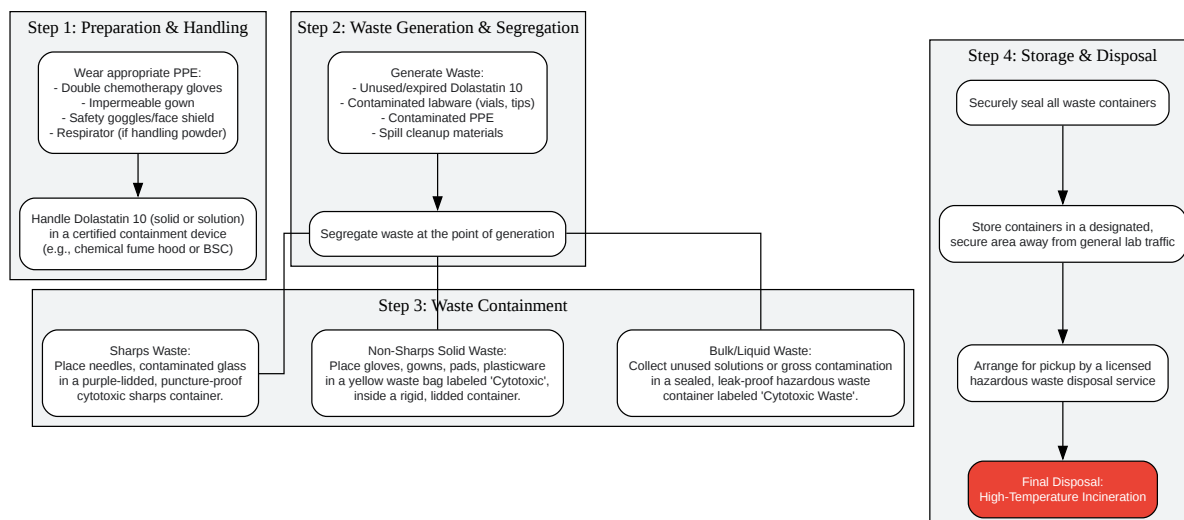 Step 1: Preparation & Handling
Wear appropriate PPE:
- Double chemotherapy gloves
- Impermeable gown
- Safety goggles/face shield
- Respirator (if handling powder)
Handle Dolastatin 10 (solid or solution)
in a certified containment device
(e.g., chemical fume hood or BSC)
Step 2: Waste Generation & Segregation
Generate Waste:
- Unused/expired Dolastatin 10
- Contaminated labware (vials, tips)
- Contaminated PPE
- Spill cleanup materials
Segregate waste at the point of generation
Step 3: Waste Containment
Sharps Waste:
Place needles, contaminated glass
in a purple-lidded, puncture-proof
cytotoxic sharps container.
Non-Sharps Solid Waste:
Place gloves, gowns, pads, plasticware
in a yellow waste bag labeled 'Cytotoxic',
inside a rigid, lidded container.
Bulk/Liquid Waste:
Collect unused solutions or gross contamination
in a sealed, leak-proof hazardous waste
container labeled 'Cytotoxic Waste'.
Step 4: Storage & Disposal
Securely seal all waste containers
Store containers in a designated,
secure area away from general lab traffic
Arrange for pickup by a licensed
hazardous waste disposal service
Final Disposal:
High-Temperature Incineration